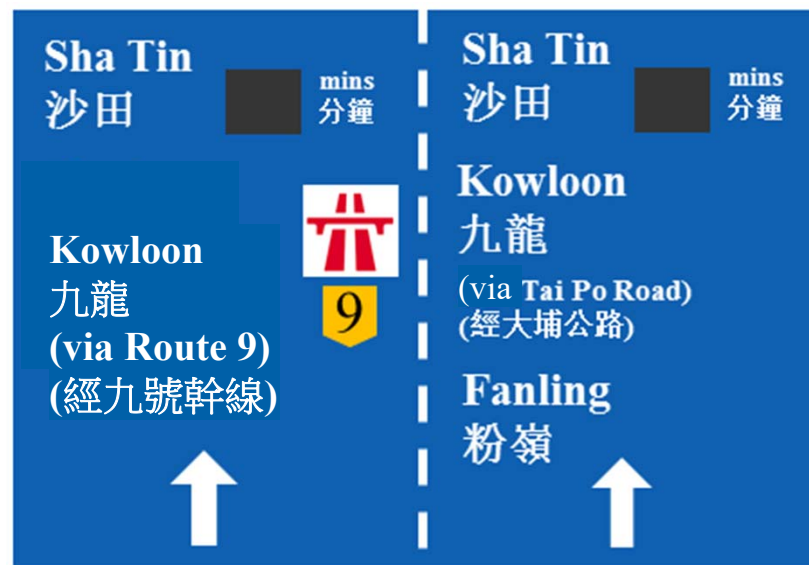 Sha Tin
沙田
mins
分鐘
Kowloon
九龍
(via Route 9)
(經九號幹線)
9
Sha Tin
沙田
mins
分鐘
Kowloon
九龍
(via Tai Po Road)
(經大埔公路)
Fanling
粉嶺